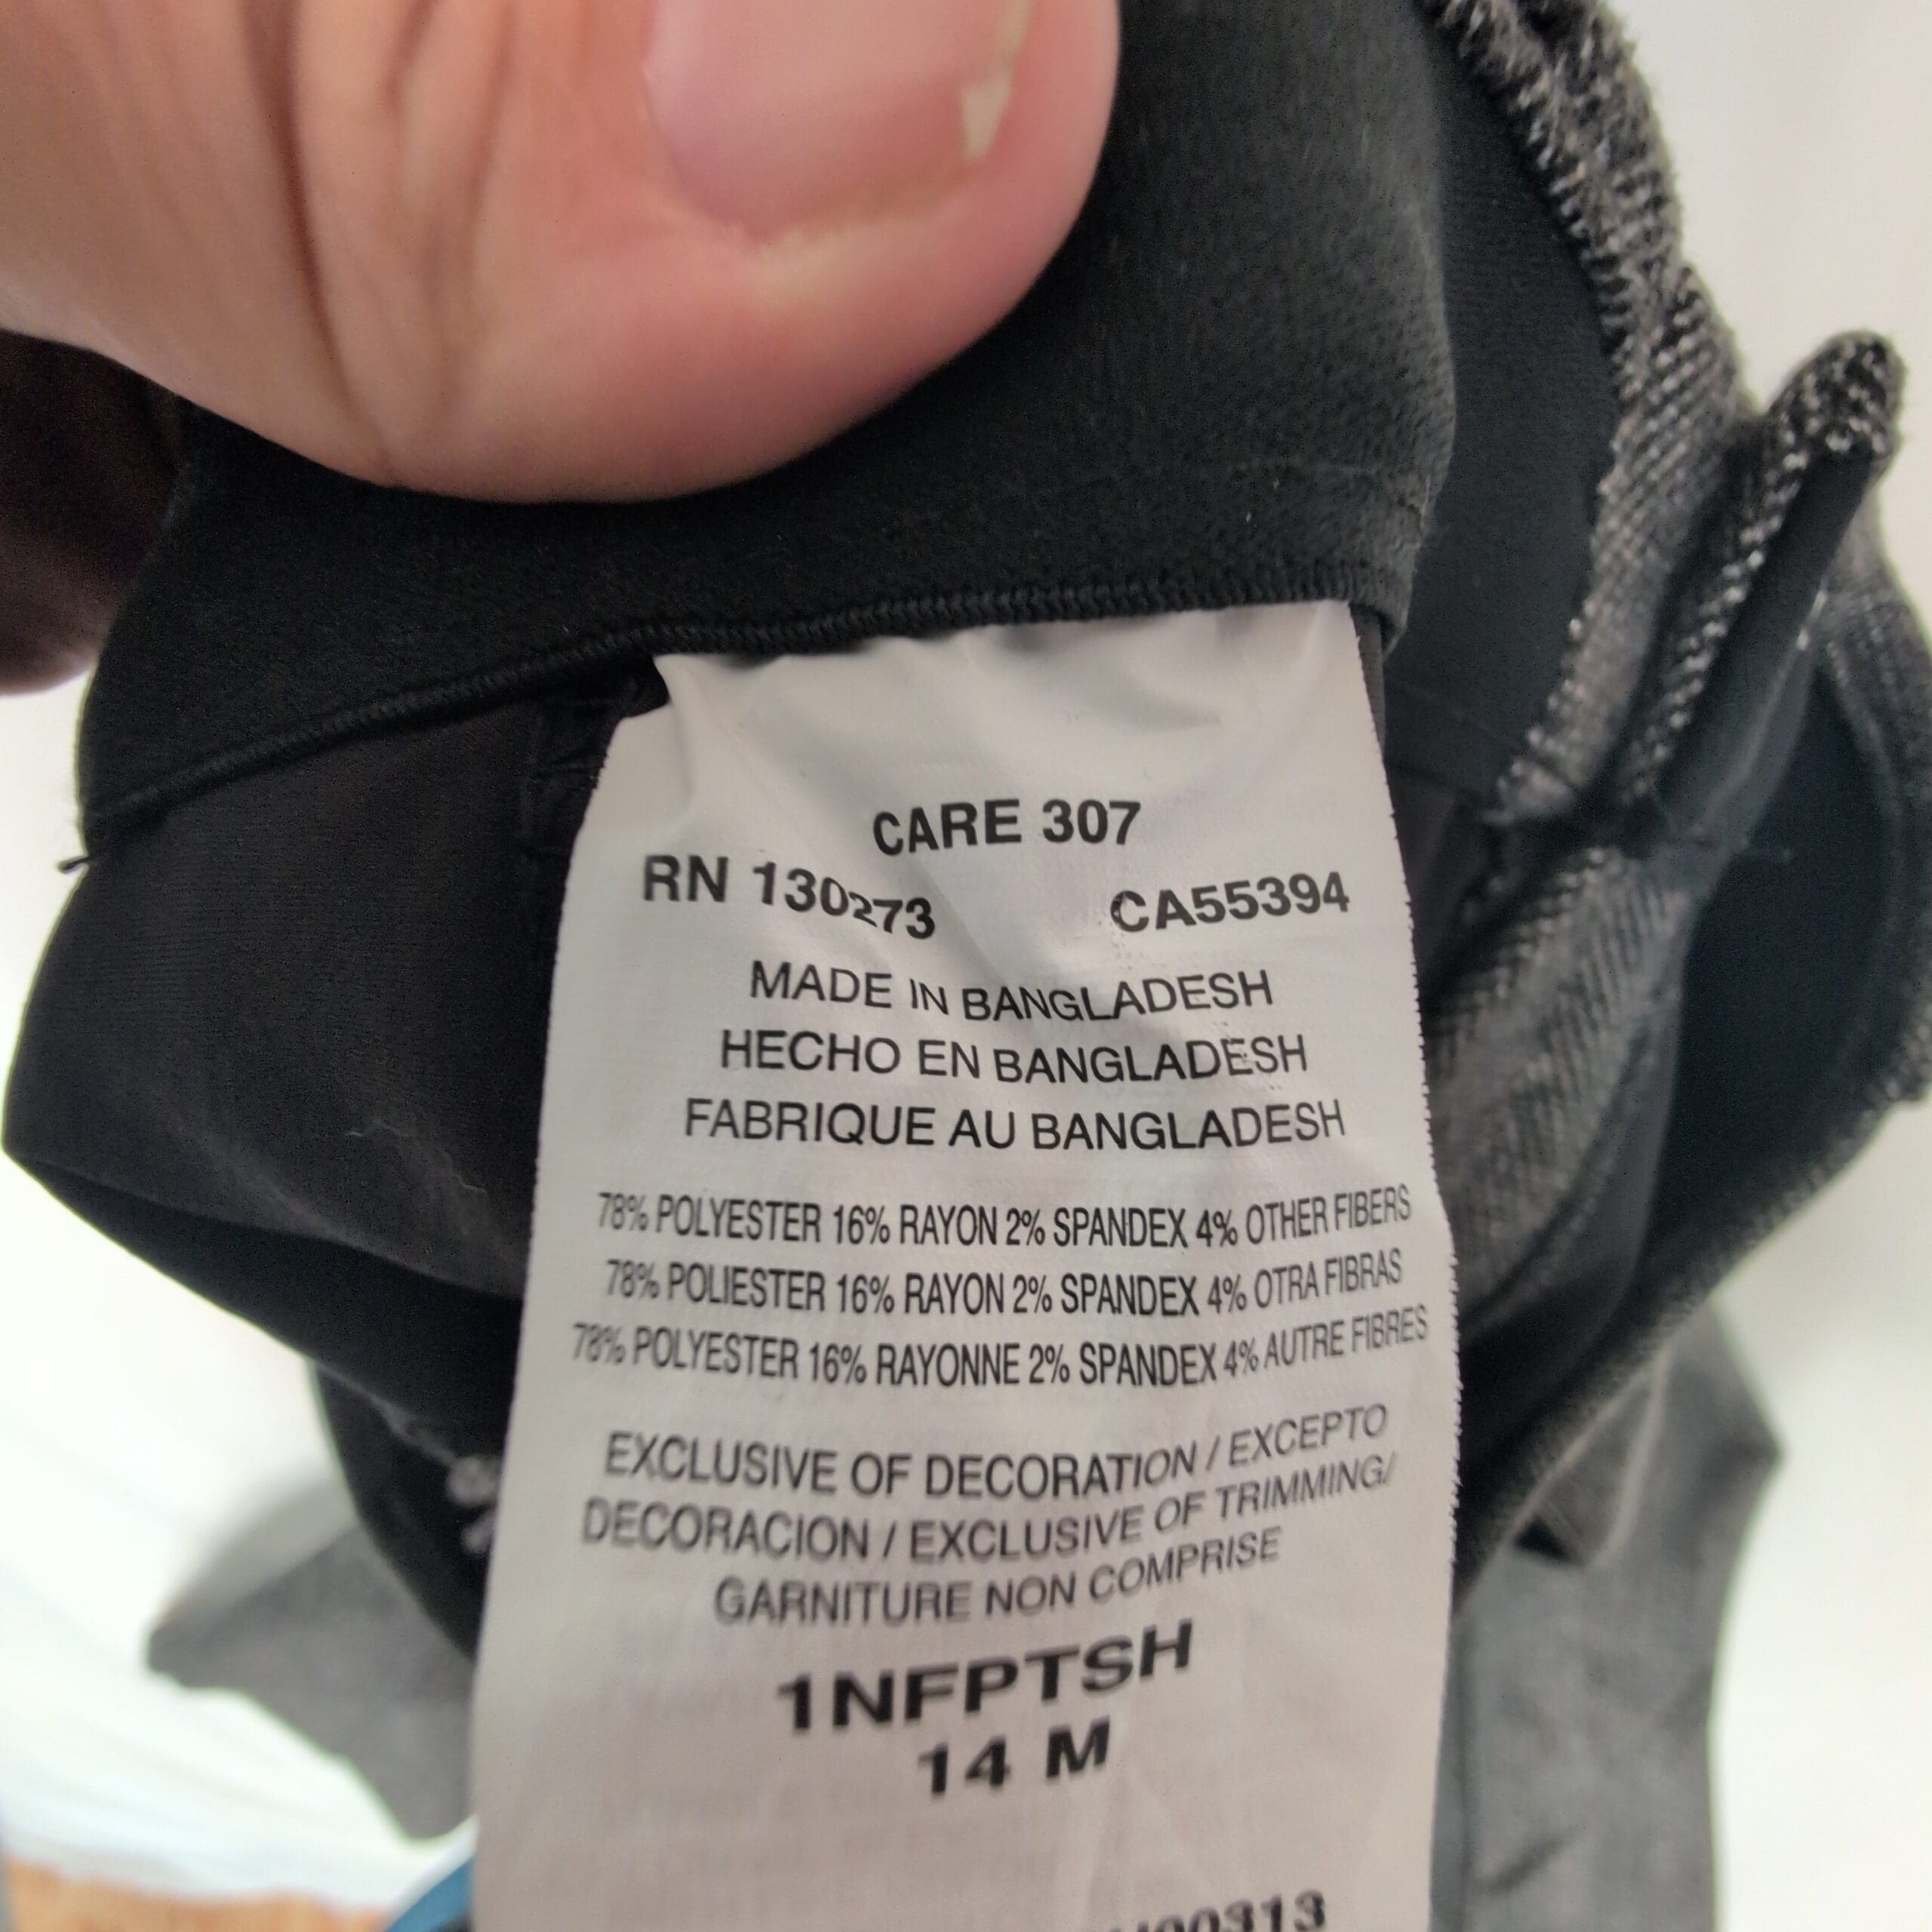 CARE 307
RN 130273 CA55394
MADE IN BANGLADESH
HECHO EN BANGLADESH
FABRIQUE AU BANGLADESH
78% POLYESTER 16% RAYON 2% SPANDEX 4% OTHER FIBERS
78% POLIESTER 16% RAYON 2% SPANDEX 4% OTRA FIBRAS
78% POLYESTER 16% RAYONNE 2% SPANDEX 4% AUTRE FIBRES
EXCLUSIVE OF DECORATION / EXCEPTO
DECORACION / EXCLUSIVE OF TRIMMING/
GARNITURE NON COMPRISE
1NFPTSH
14 M